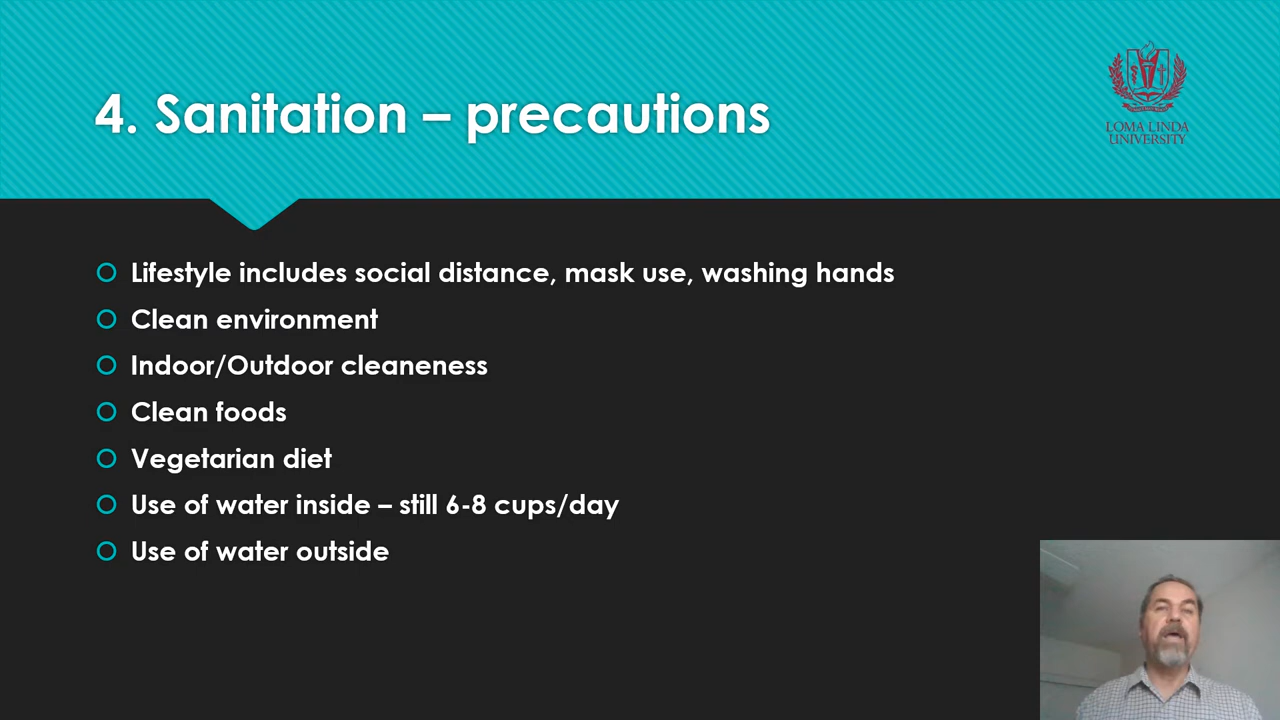 4. Sanitation – precautions
LOMA LINDA
UNIVERSITY
Lifestyle includes social distance, mask use, washing hands
Clean environment
Indoor/Outdoor cleaneness
Clean foods
Vegetarian diet
Use of water inside – still 6-8 cups/day
Use of water outside